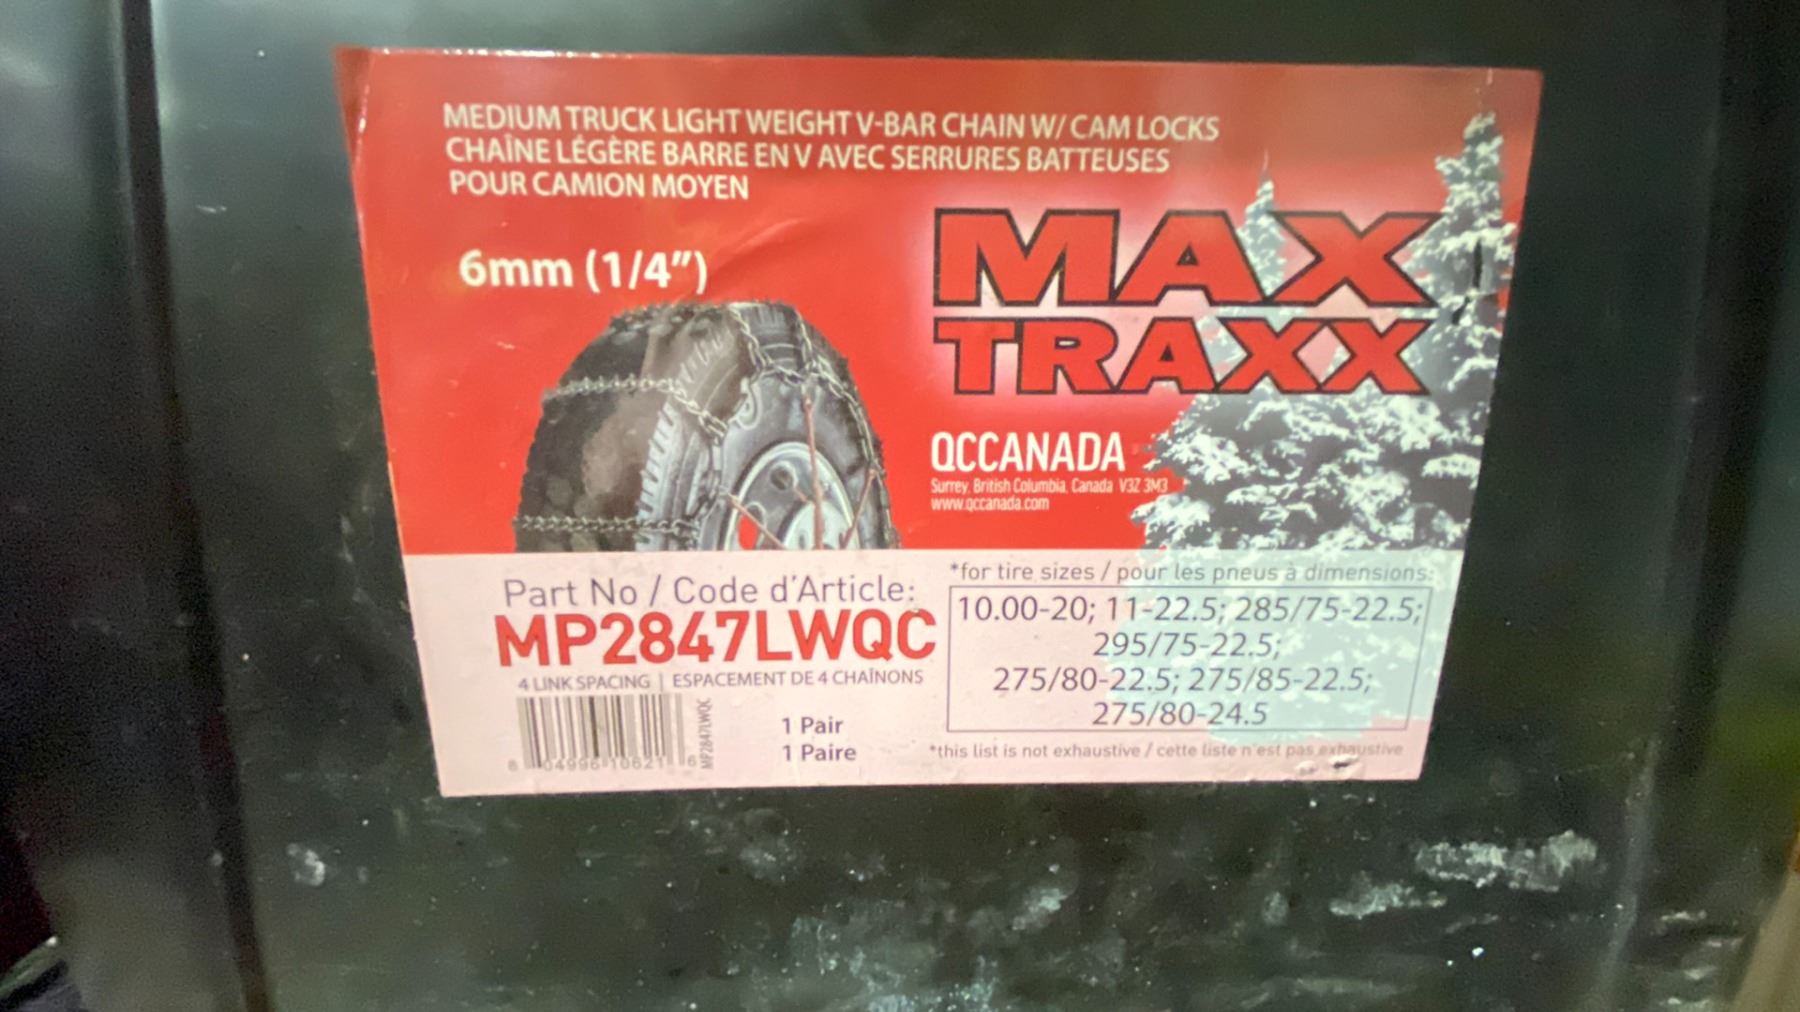 MEDIUM TRUCK LIGHT WEIGHT V-BAR CHAIN W/ CAM LOCKS
CHAÎNE LÉGÈRE BARRE EN V AVEC SERRURES BATTEUSES
POUR CAMION MOYEN
6mm (1/4")
MAX
TRAXX
QCCANADA
Surrey, British Columbia, Canada V3Z 3M3
www.qccanada.com
Part No / Code d'Article:
MP2847LWQC
4 LINK SPACING | ESPACEMENT DE 4 CHAÎNONS
8 04996 10621 6
MP2847LWQC
1 Pair
1 Paire
*for tire sizes / pour les pneus à dimensions:
10.00-20; 11-22.5; 285/75-22.5;
295/75-22.5;
275/80-22.5; 275/85-22.5;
275/80-24.5
*this list is not exhaustive / cette liste n'est pas exhaustive